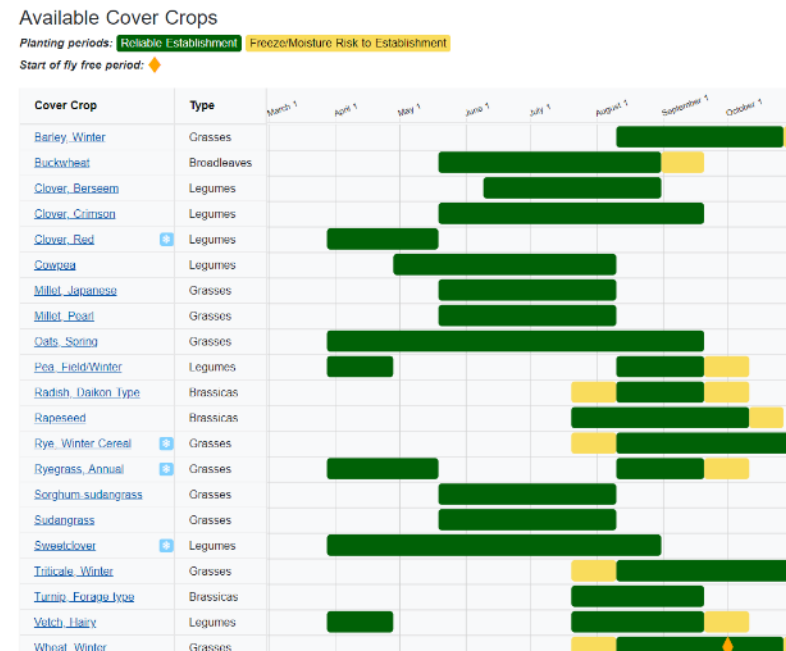 Available Cover Crops
Planting periods: Reliable Establishment Freeze/Moisture Risk to Establishment
Start of fly free period:
Cover Crop Type March 1 April 1 May 1 June 1 July 1 August 1 September 1 October 1
Barley, Winter Grasses
Buckwheat Broadleaves
Clover, Berseem Legumes
Clover, Crimson Legumes
Clover, Red Legumes
Cowpea Legumes
Millet, Japanese Grasses
Millet, Pearl Grasses
Oats, Spring Grasses
Pea, Field/Winter Legumes
Radish, Daikon Type Brassicas
Rapeseed Brassicas
Rye, Winter Cereal Grasses
Ryegrass, Annual Grasses
Sorghum-sudangrass Grasses
Sudangrass Grasses
Sweetclover Legumes
Triticale, Winter Grasses
Turnip, Forage type Brassicas
Vetch, Hairy Legumes
Wheat, Winter Grasses